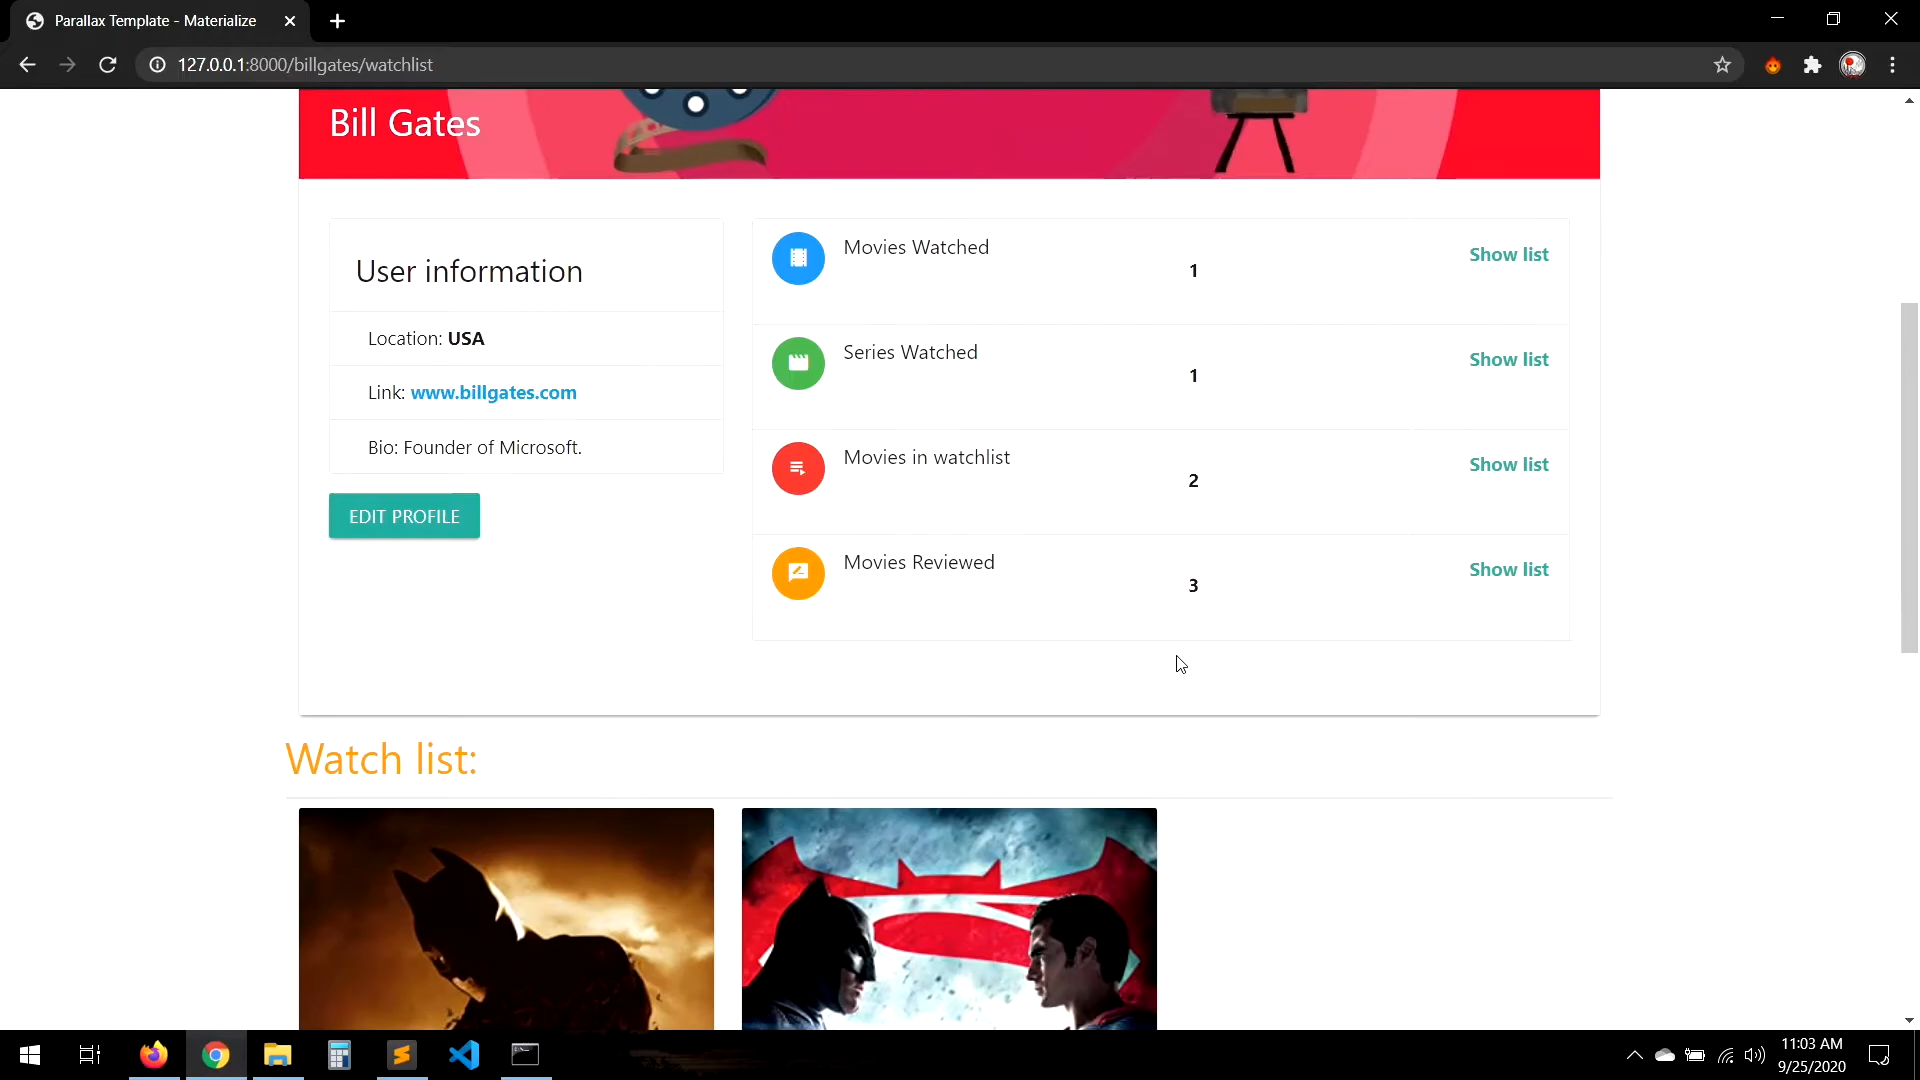 Parallax Template - Materialize
127.0.0.1:8000/billgates/watchlist
Bill Gates
User information
Location: USA
Link: www.billgates.com
Bio: Founder of Microsoft.
EDIT PROFILE
Movies Watched
1
Show list
Series Watched
1
Show list
Movies in watchlist
2
Show list
Movies Reviewed
3
Show list
Watch list:
11:03 AM
9/25/2020